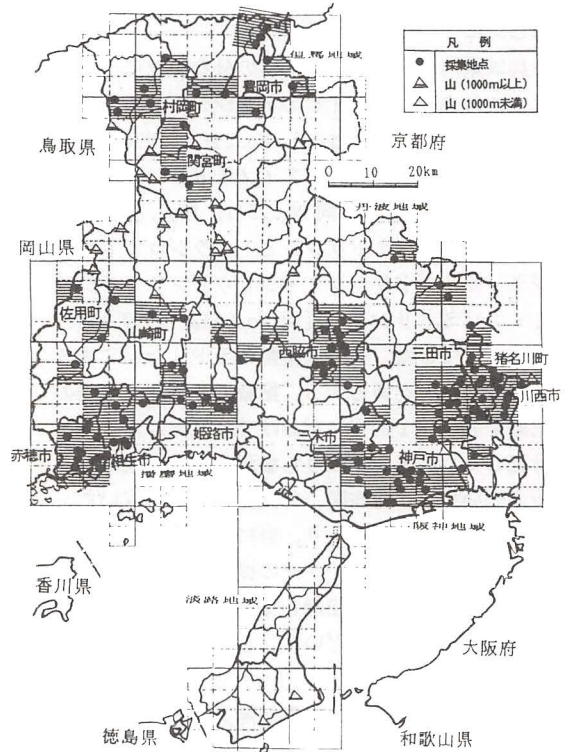 凡 例
● 採集地点
山 (1000m以上)
△ 山 (1000m未満)
但馬地域
豊岡市
村岡町
鳥取県
京都府
関宮町
0 10 20km
丹波地域
岡山県
佐用町
山崎町
西脇市
三田市
猪名川町
川西市
姫路市
三木市
赤穂市
相生市
神戸市
播磨地域
阪神地域
香川県
淡路地域
大阪府
徳島県
和歌山県